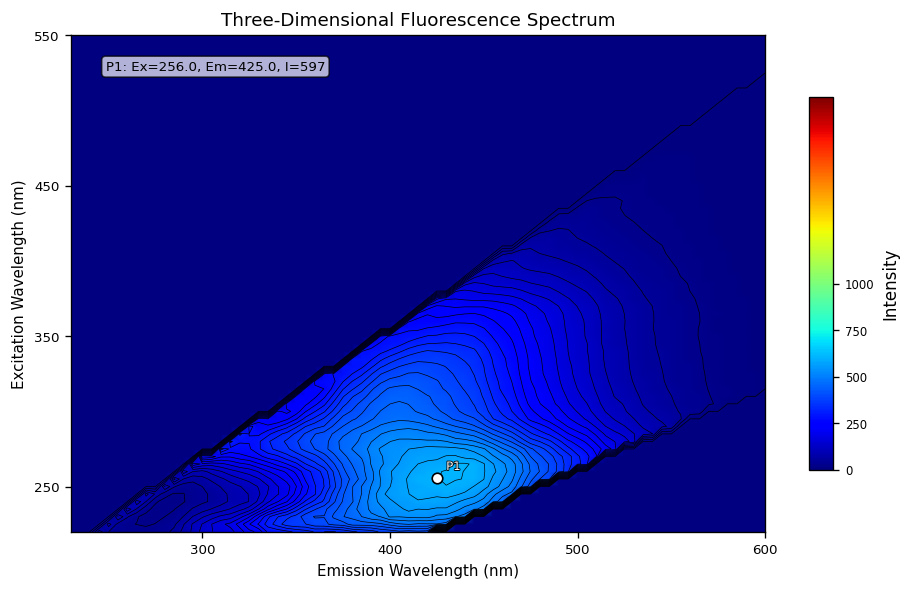 Three-Dimensional Fluorescence Spectrum
P1: Ex=256.0, Em=425.0, I=597
P1
550
450
350
250
Excitation Wavelength (nm)
300
400
500
600
Emission Wavelength (nm)
1000
750
500
250
0
Intensity